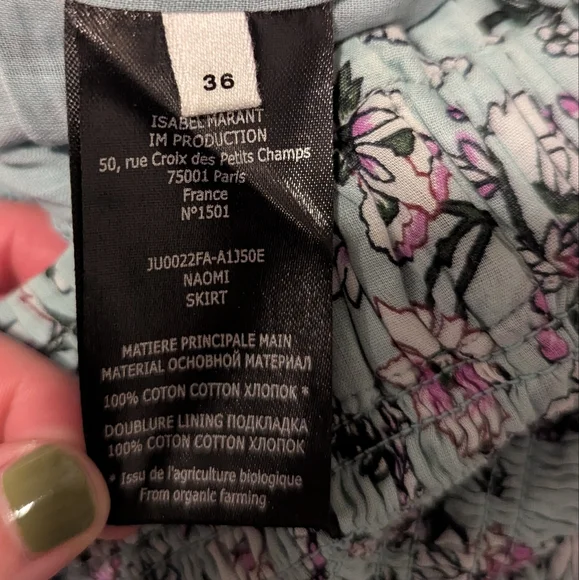 36
ISABEL MARANT
IM PRODUCTION
50, rue Croix des Petits Champs
75001 Paris
France
N°1501
JU0022FA-A1J50E
NAOMI
SKIRT
MATIERE PRINCIPALE MAIN
MATERIAL ОСНОВНОЙ МАТЕРИАЛ
100% COTON COTTON ХЛОПОК *
DOUBLURE LINING ПОДКЛАДКА
100% COTON COTTON ХЛОПОК
* Issu de l'agriculture biologique
From organic farming